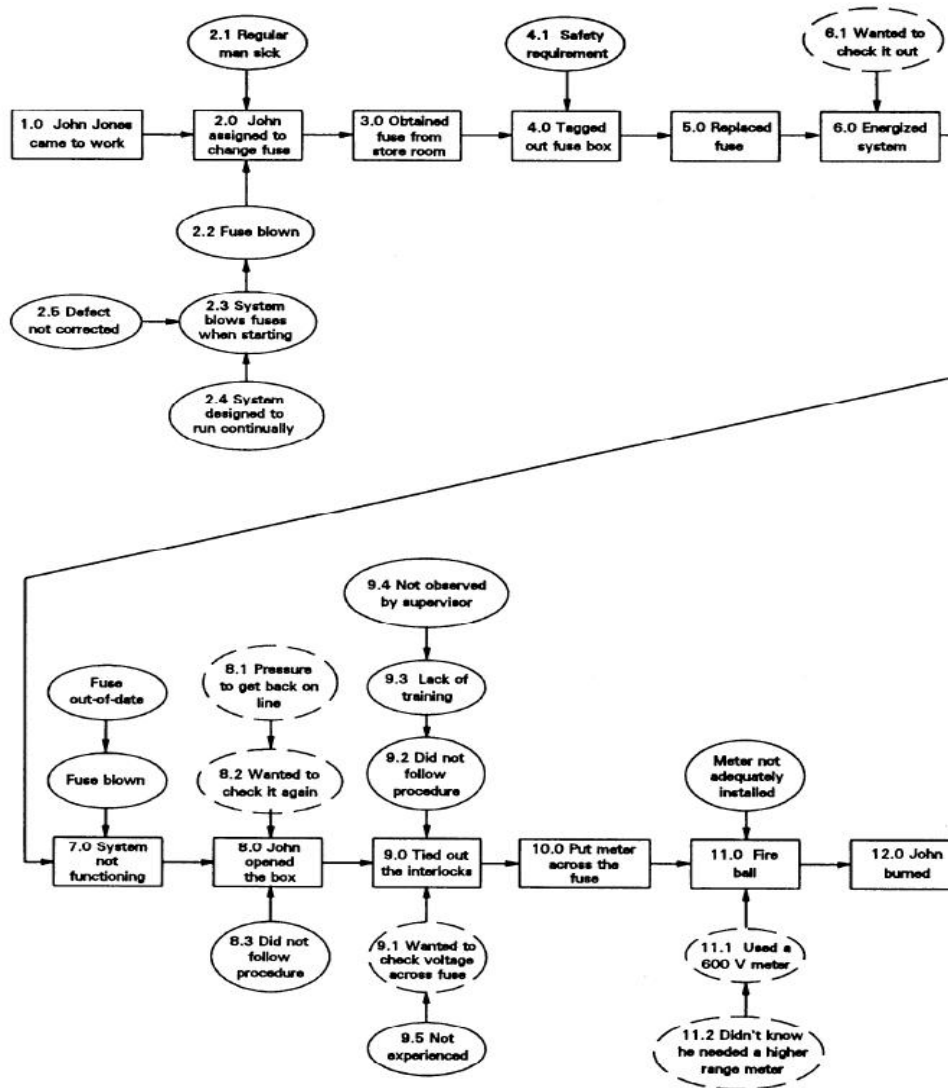 2.1 Regular
man sick
4.1 Safety
requirement
6.1 Wanted to
check it out
1.0 John Jones
came to work
2.0 John
assigned to
change fuse
3.0 Obtained
fuse from
store room
4.0 Tagged
out fuse box
5.0 Replaced
fuse
6.0 Energized
system
2.2 Fuse blown
2.5 Defect
not corrected
2.3 System
blows fuses
when starting
2.4 System
designed to
run continually
9.4 Not observed
by supervisor
Fuse
out-of-date
8.1 Pressure
to get back on
line
9.3 Lack of
training
Fuse blown
8.2 Wanted to
check it again
9.2 Did not
follow
procedure
Meter not
adequately
installed
7.0 System
not
functioning
8.0 John
opened
the box
9.0 Tied out
the interlocks
10.0 Put meter
across the
fuse
11.0 Fire
ball
12.0 John
burned
8.3 Did not
follow
procedure
9.1 Wanted to
check voltage
across fuse
11.1 Used a
600 V meter
9.5 Not
experienced
11.2 Didn't know
he needed a higher
range meter